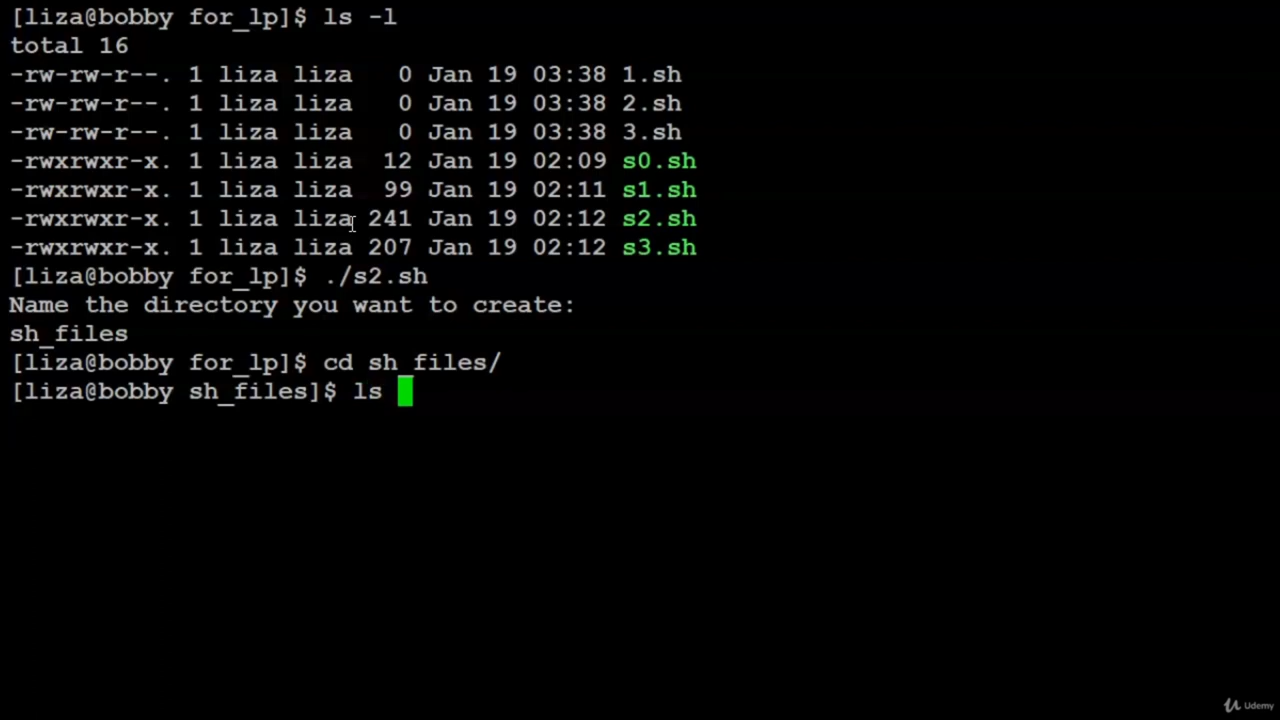 [liza@bobby for_lp]$ ls -l
total 16
-rw-rw-r--. 1 liza liza   0 Jan 19 03:38 1.sh
-rw-rw-r--. 1 liza liza   0 Jan 19 03:38 2.sh
-rw-rw-r--. 1 liza liza   0 Jan 19 03:38 3.sh
-rwxrwxr-x. 1 liza liza  12 Jan 19 02:09 s0.sh
-rwxrwxr-x. 1 liza liza  99 Jan 19 02:11 s1.sh
-rwxrwxr-x. 1 liza liza 241 Jan 19 02:12 s2.sh
-rwxrwxr-x. 1 liza liza 207 Jan 19 02:12 s3.sh
[liza@bobby for_lp]$ ./s2.sh
Name the directory you want to create:
sh_files
[liza@bobby for_lp]$ cd sh_files/
[liza@bobby sh_files]$ ls
Udemy